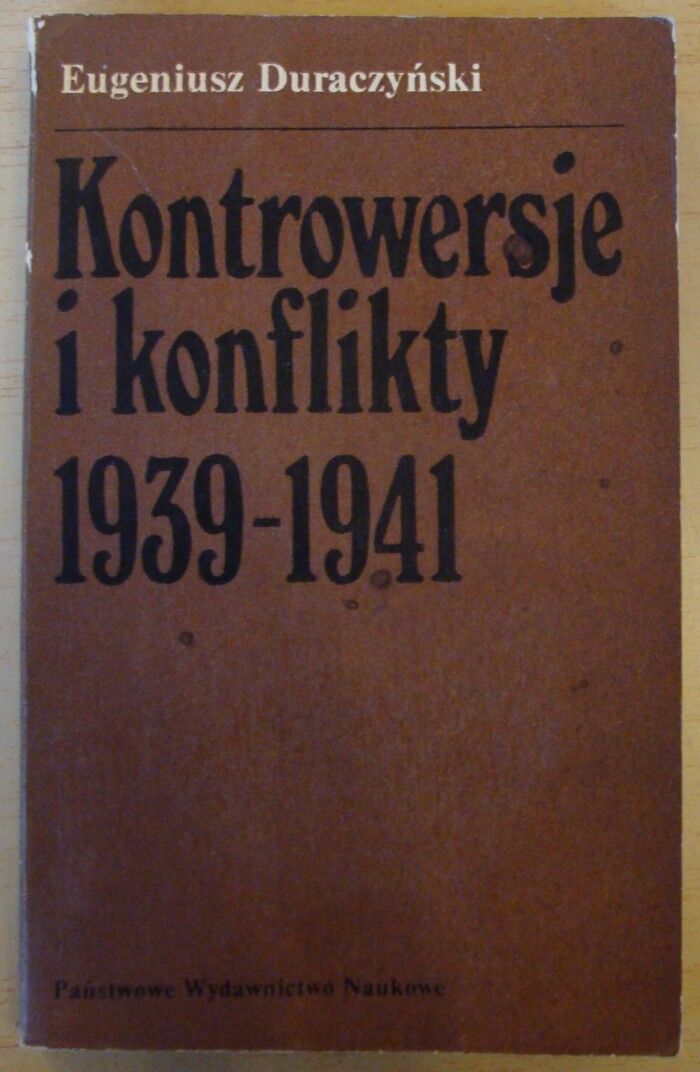 Eugeniusz Duraczyński
Kontrowersje
i konflikty
1939-1941
Państwowe Wydawnictwo Naukowe